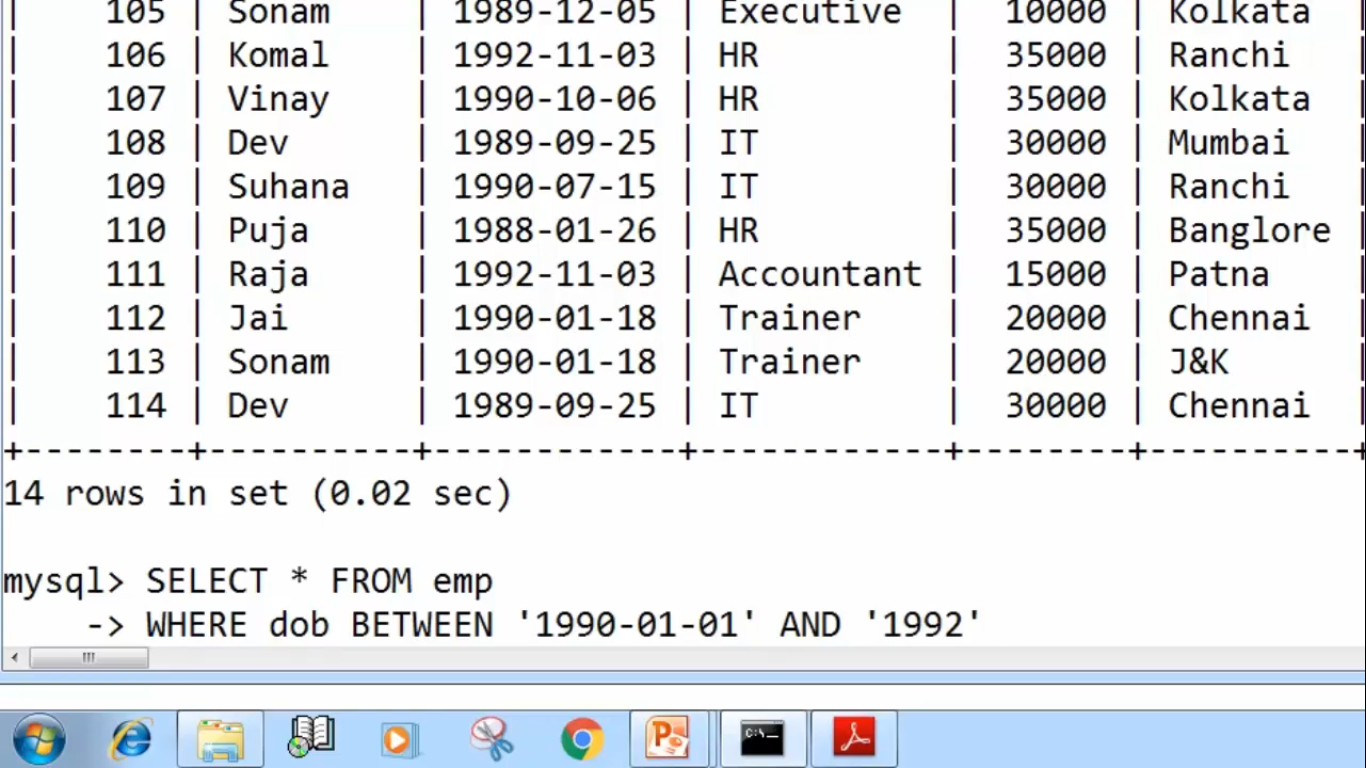 |    105 | Sonam    | 1989-12-05 | Executive  |  10000 | Kolkata  |
|    106 | Komal    | 1992-11-03 | HR         |  35000 | Ranchi   |
|    107 | Vinay    | 1990-10-06 | HR         |  35000 | Kolkata  |
|    108 | Dev      | 1989-09-25 | IT         |  30000 | Mumbai   |
|    109 | Suhana   | 1990-07-15 | IT         |  30000 | Ranchi   |
|    110 | Puja     | 1988-01-26 | HR         |  35000 | Banglore |
|    111 | Raja     | 1992-11-03 | Accountant |  15000 | Patna    |
|    112 | Jai      | 1990-01-18 | Trainer    |  20000 | Chennai  |
|    113 | Sonam    | 1990-01-18 | Trainer    |  20000 | J&K      |
|    114 | Dev      | 1989-09-25 | IT         |  30000 | Chennai  |
+--------+----------+------------+------------+--------+----------+
14 rows in set (0.02 sec)
mysql> SELECT * FROM emp
    -> WHERE dob BETWEEN '1990-01-01' AND '1992'